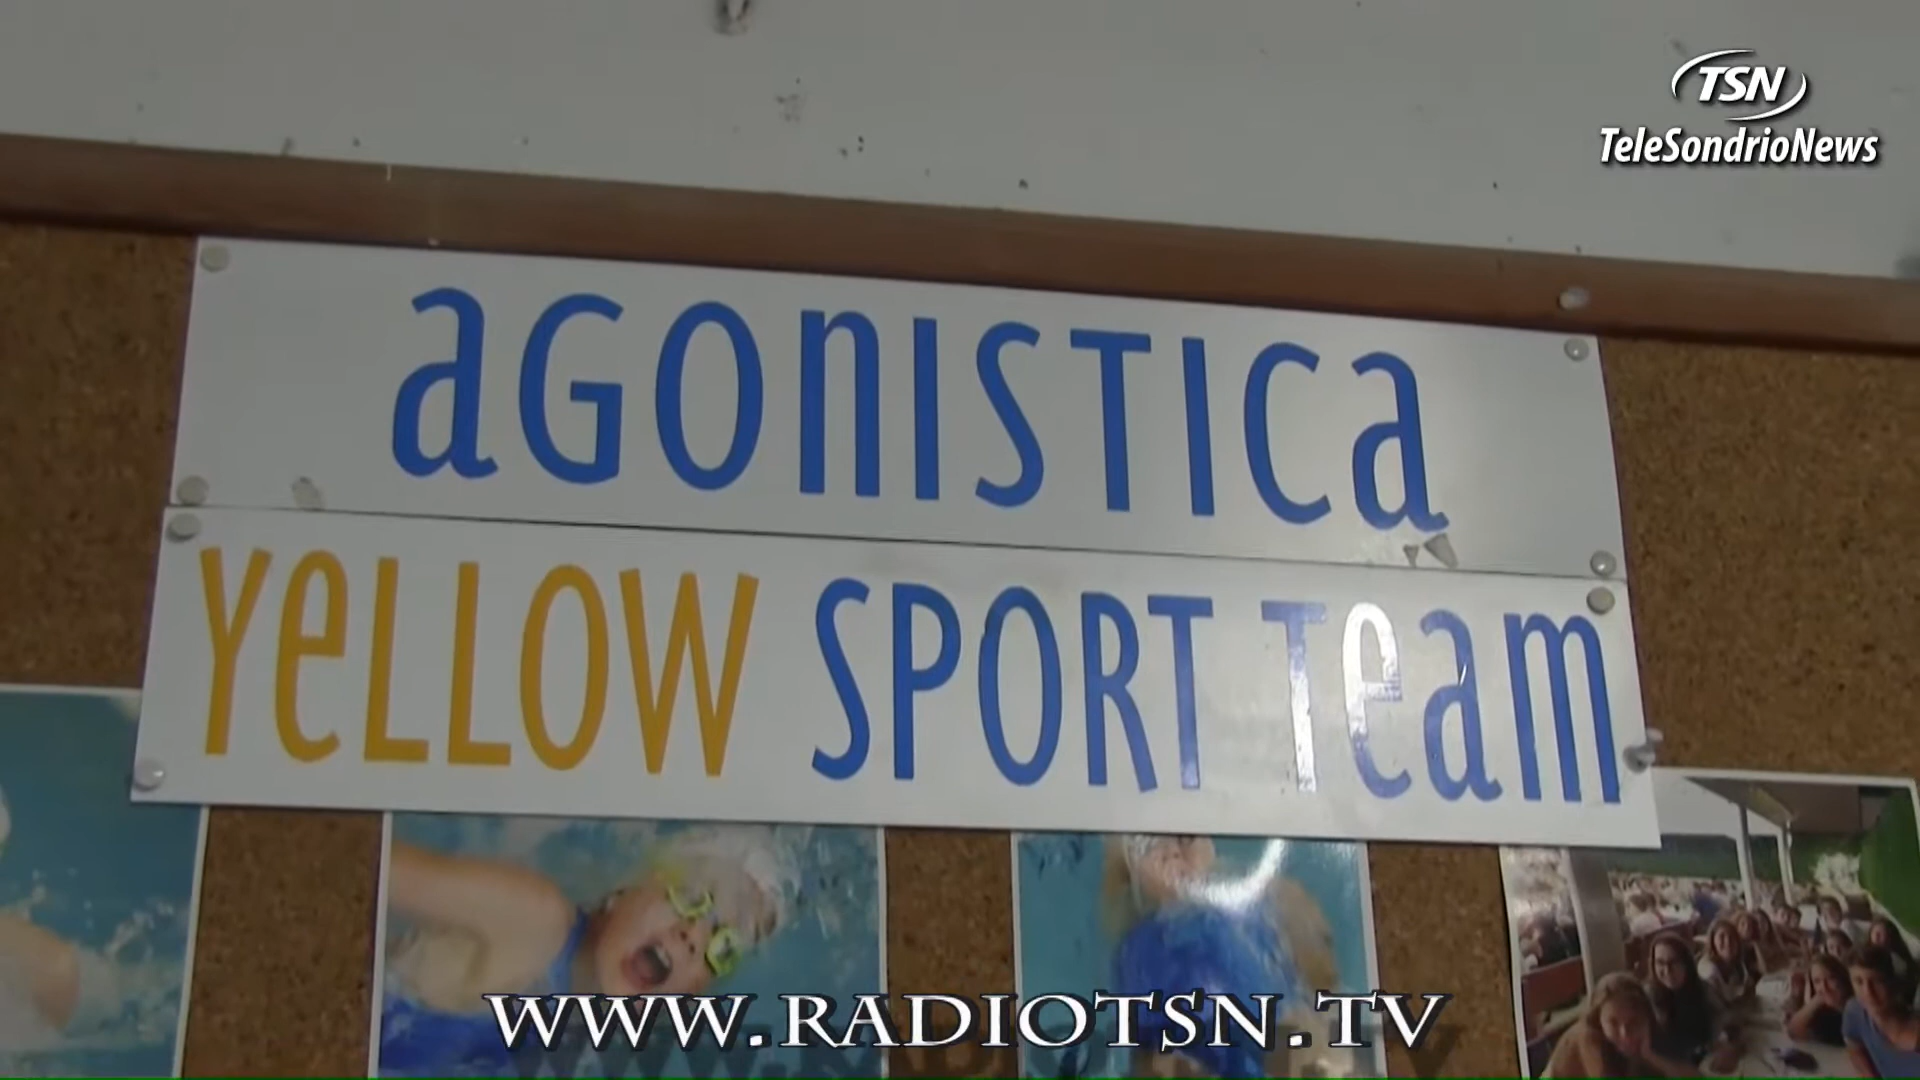 TSN
TeleSondrioNews
aGOnISTICa
YeLLOW SPORT Team
WWW.RADIOTSN.TV